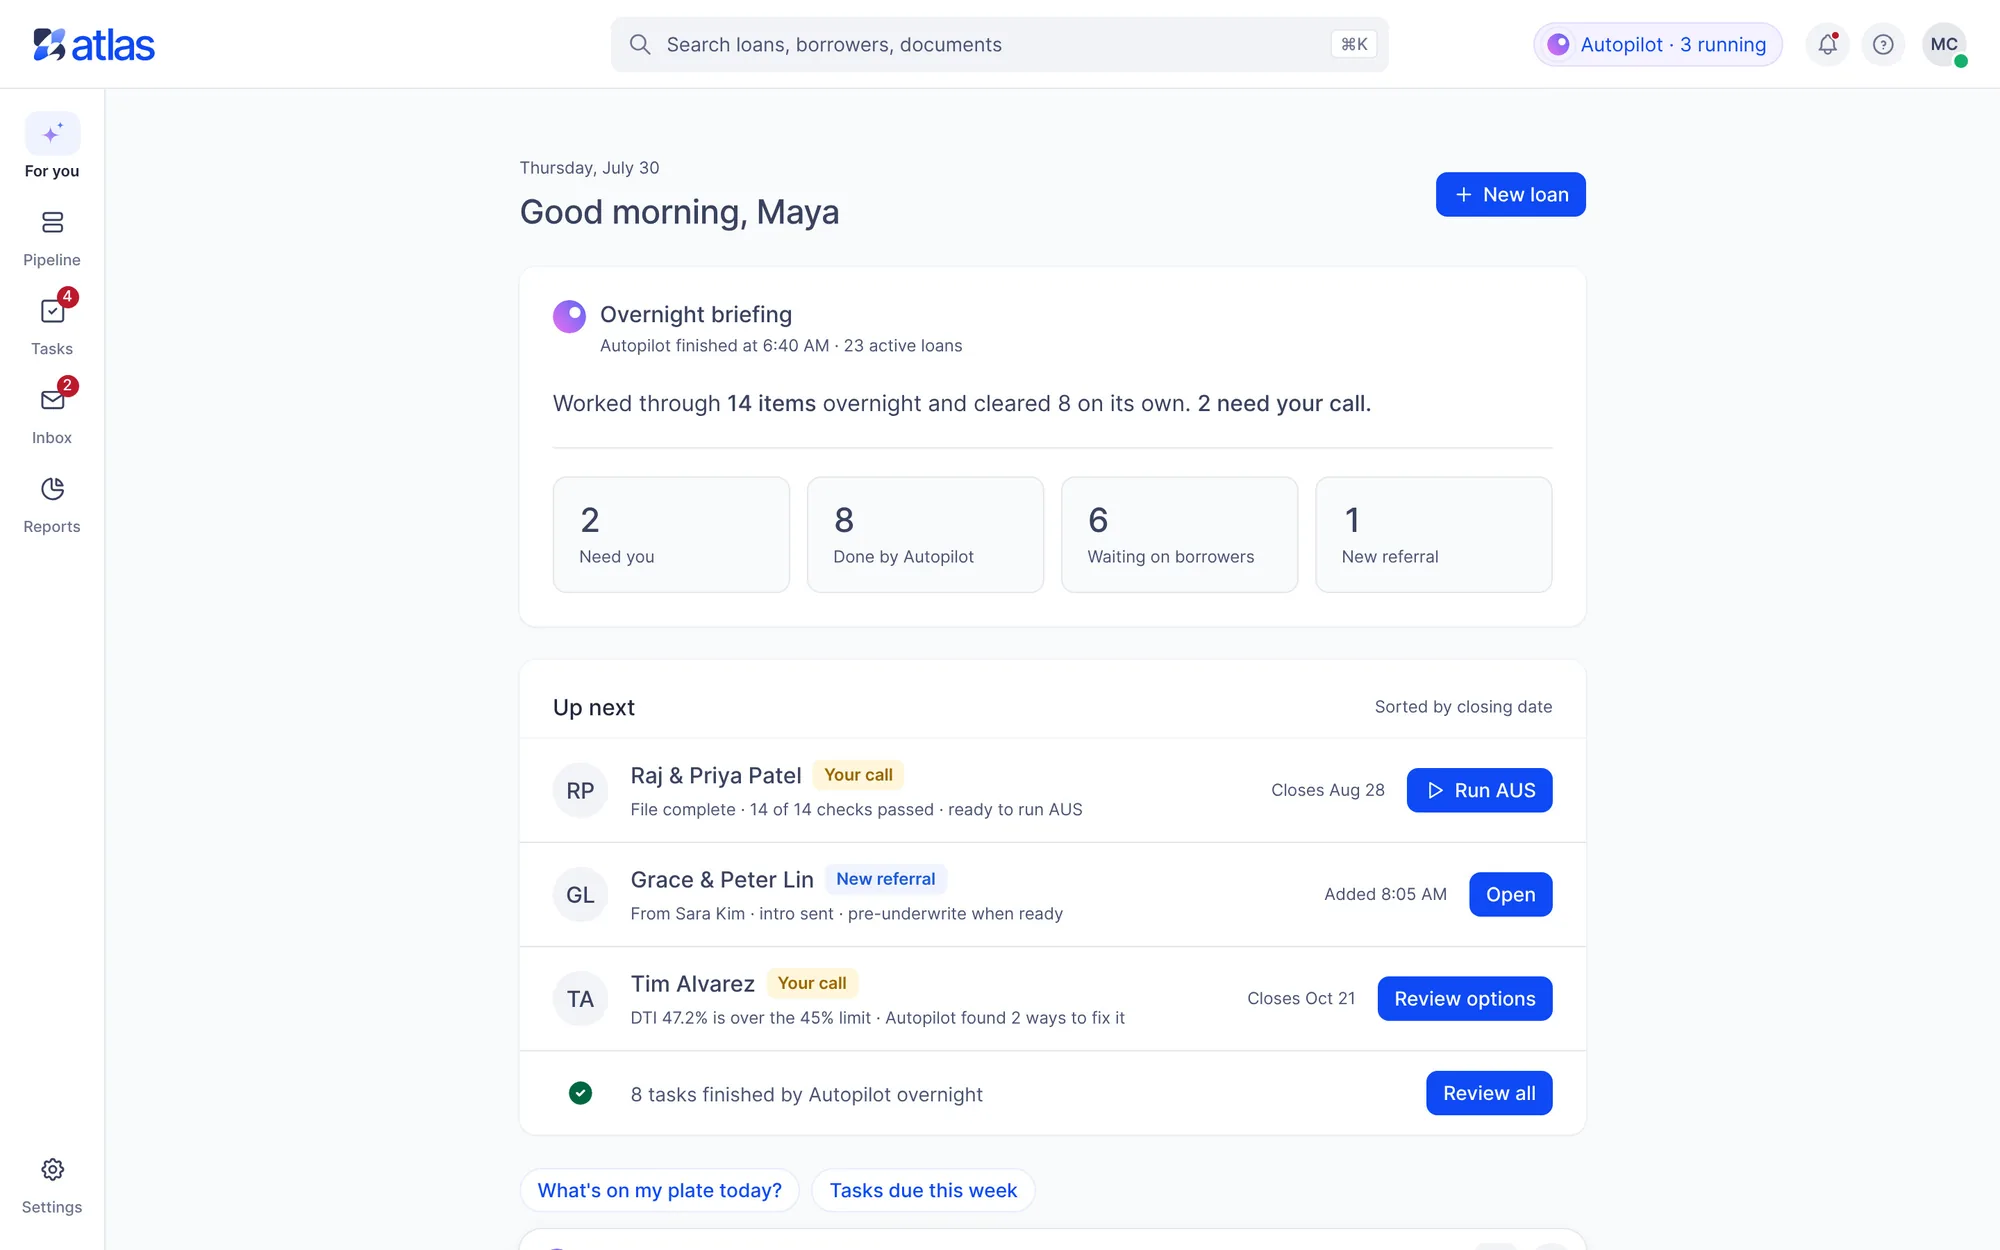 atlas
Search loans, borrowers, documents
⌘K
Autopilot · 3 running
MC
For you
Pipeline
4
Tasks
2
Inbox
Reports
Settings
Thursday, July 30
Good morning, Maya
+ New loan
Overnight briefing
Autopilot finished at 6:40 AM · 23 active loans
Worked through 14 items overnight and cleared 8 on its own. 2 need your call.
2
Need you
8
Done by Autopilot
6
Waiting on borrowers
1
New referral
Up next
Sorted by closing date
RP
Raj & Priya Patel
Your call
File complete · 14 of 14 checks passed · ready to run AUS
Closes Aug 28
Run AUS
GL
Grace & Peter Lin
New referral
From Sara Kim · intro sent · pre-underwrite when ready
Added 8:05 AM
Open
TA
Tim Alvarez
Your call
DTI 47.2% is over the 45% limit · Autopilot found 2 ways to fix it
Closes Oct 21
Review options
8 tasks finished by Autopilot overnight
Review all
What's on my plate today?
Tasks due this week